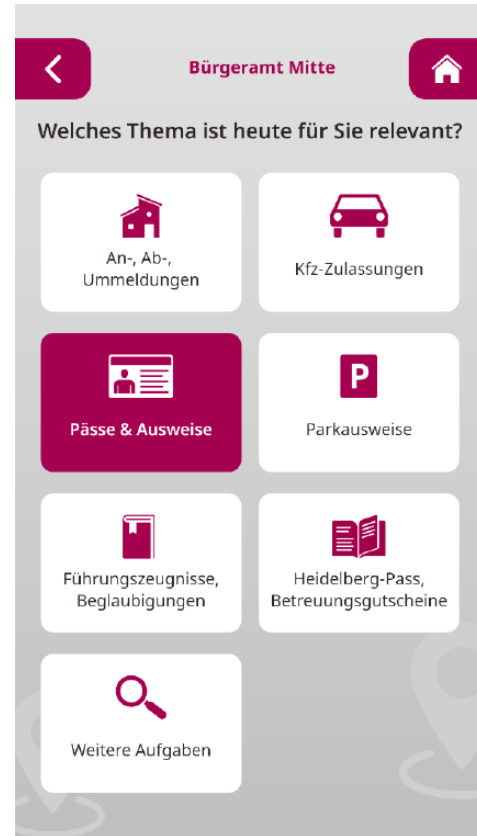 Bürgeramt Mitte
Welches Thema ist heute für Sie relevant?
An-, Ab-,
Ummeldungen
Kfz-Zulassungen
Pässe & Ausweise
P
Parkausweise
Führungszeugnisse,
Beglaubigungen
Heidelberg-Pass,
Betreuungsgutscheine
Weitere Aufgaben